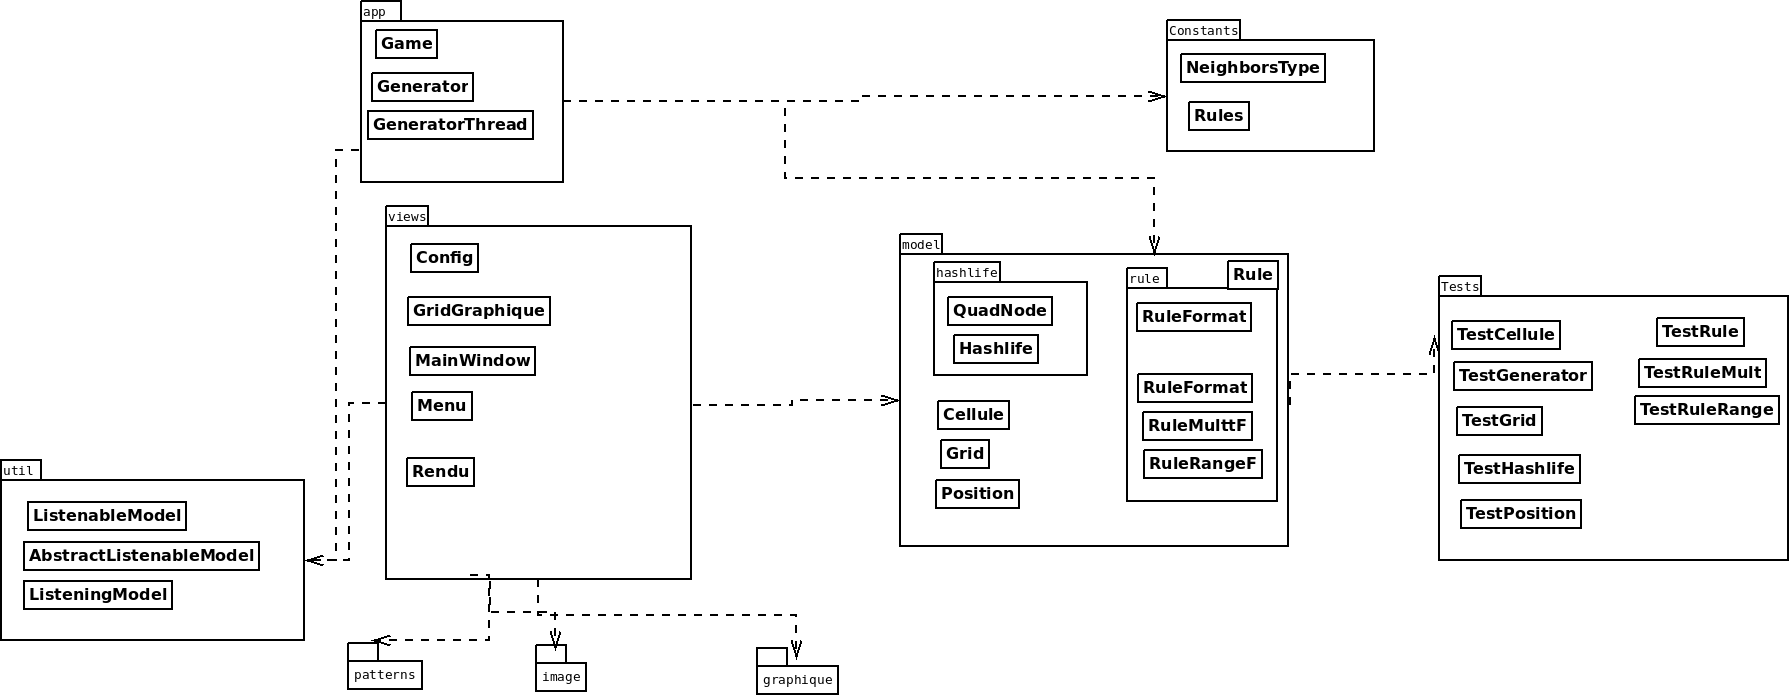 app
Game
Generator
GeneratorThread
Constants
NeighborsType
Rules
views
Config
GridGraphique
MainWindow
Menu
Rendu
model
hashlife
QuadNode
Hashlife
Cellule
Grid
Position
rule
Rule
RuleFormat
RuleFormat
RuleMulttF
RuleRangeF
Tests
TestCellule
TestGenerator
TestGrid
TestHashlife
TestPosition
TestRule
TestRuleMult
TestRuleRange
util
ListenableModel
AbstractListenableModel
ListeningModel
patterns
image
graphique